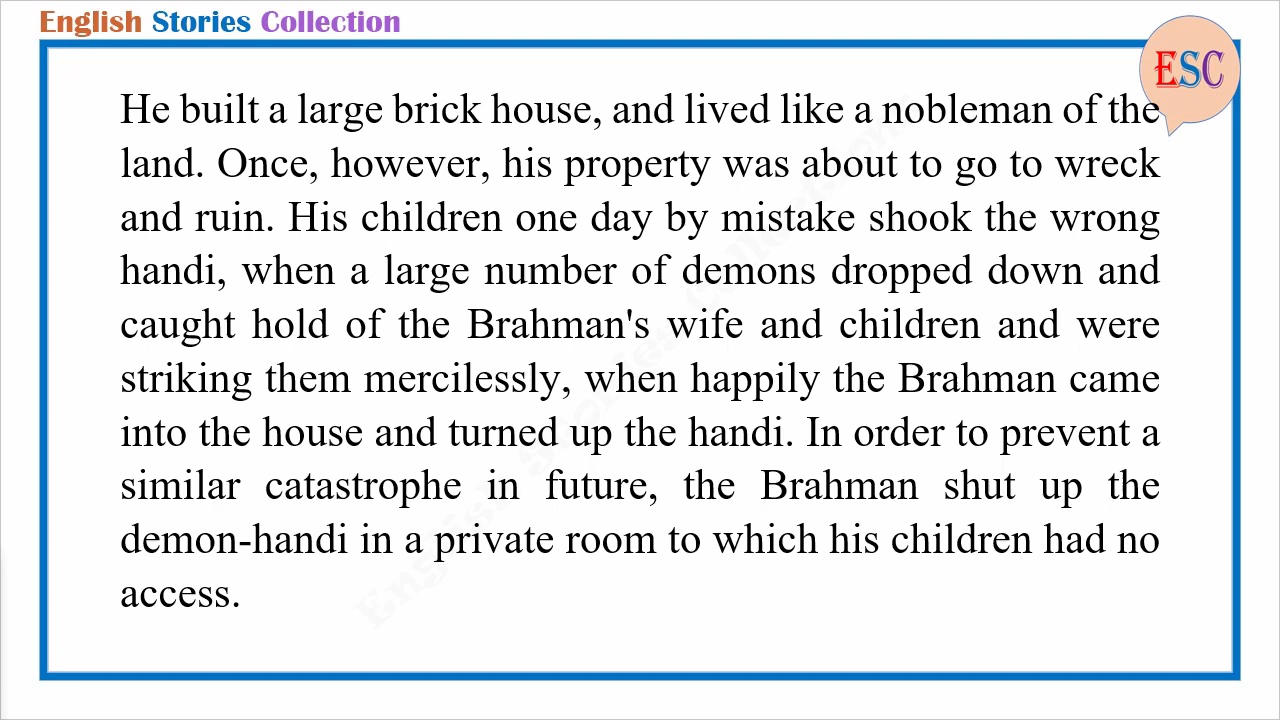 English Stories Collection
ESC
He built a large brick house, and lived like a nobleman of the
land. Once, however, his property was about to go to wreck
and ruin. His children one day by mistake shook the wrong
handi, when a large number of demons dropped down and
caught hold of the Brahman's wife and children and were
striking them mercilessly, when happily the Brahman came
into the house and turned up the handi. In order to prevent a
similar catastrophe in future, the Brahman shut up the
demon-handi in a private room to which his children had no
access.
English Stories Collections